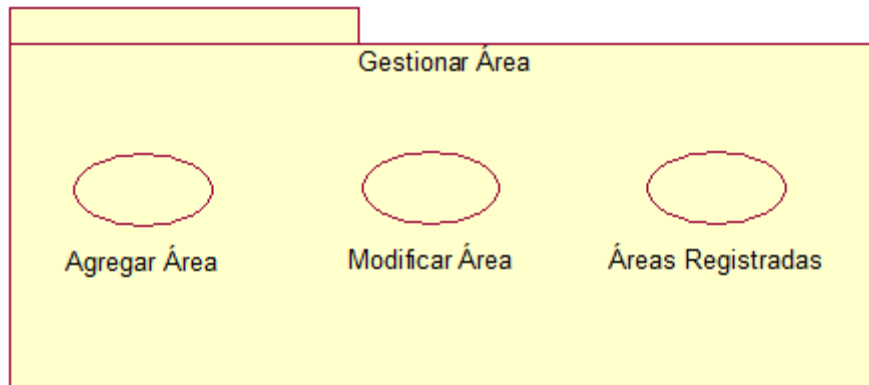 Gestionar Área
Agregar Área
Modificar Área
Áreas Registradas